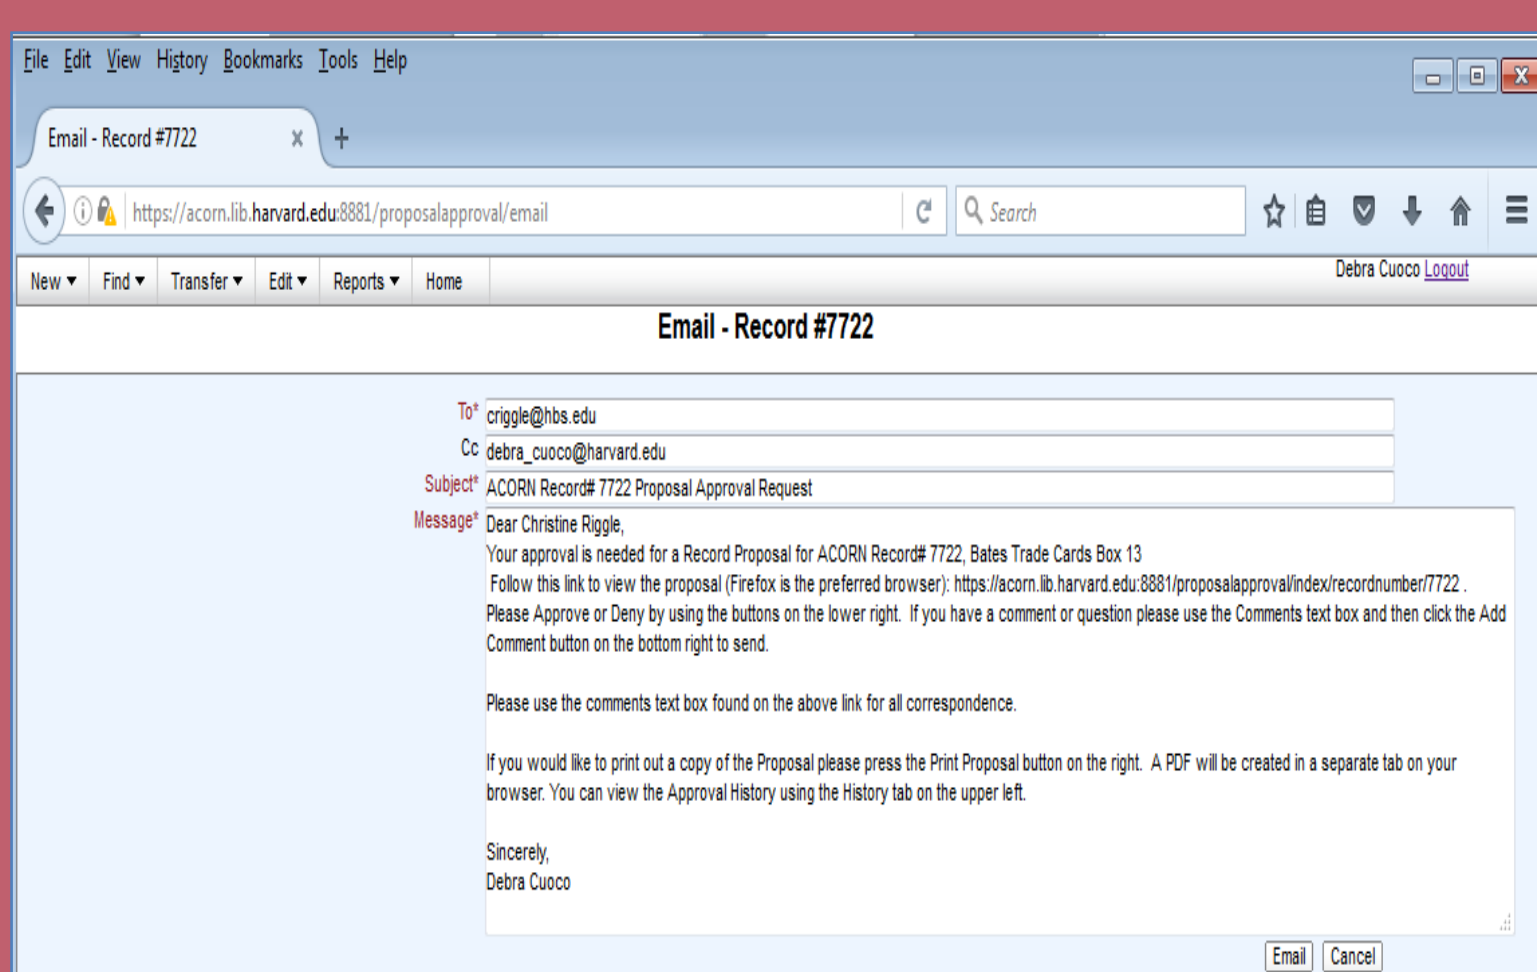 File Edit View History Bookmarks Tools Help
Email - Record #7722
https://acorn.lib.harvard.edu:8881/proposalapproval/email
Search
New Find Transfer Edit Reports Home
Debra Cuoco Logout
Email - Record #7722
To* criggle@hbs.edu
Cc debra_cuoco@harvard.edu
Subject* ACORN Record# 7722 Proposal Approval Request
Message* Dear Christine Riggle,
Your approval is needed for a Record Proposal for ACORN Record# 7722, Bates Trade Cards Box 13
Follow this link to view the proposal (Firefox is the preferred browser): https://acorn.lib.harvard.edu:8881/proposalapproval/index/recordnumber/7722 .
Please Approve or Deny by using the buttons on the lower right. If you have a comment or question please use the Comments text box and then click the Add
Comment button on the bottom right to send.
Please use the comments text box found on the above link for all correspondence.
If you would like to print out a copy of the Proposal please press the Print Proposal button on the right. A PDF will be created in a separate tab on your
browser. You can view the Approval History using the History tab on the upper left.
Sincerely,
Debra Cuoco
Email Cancel